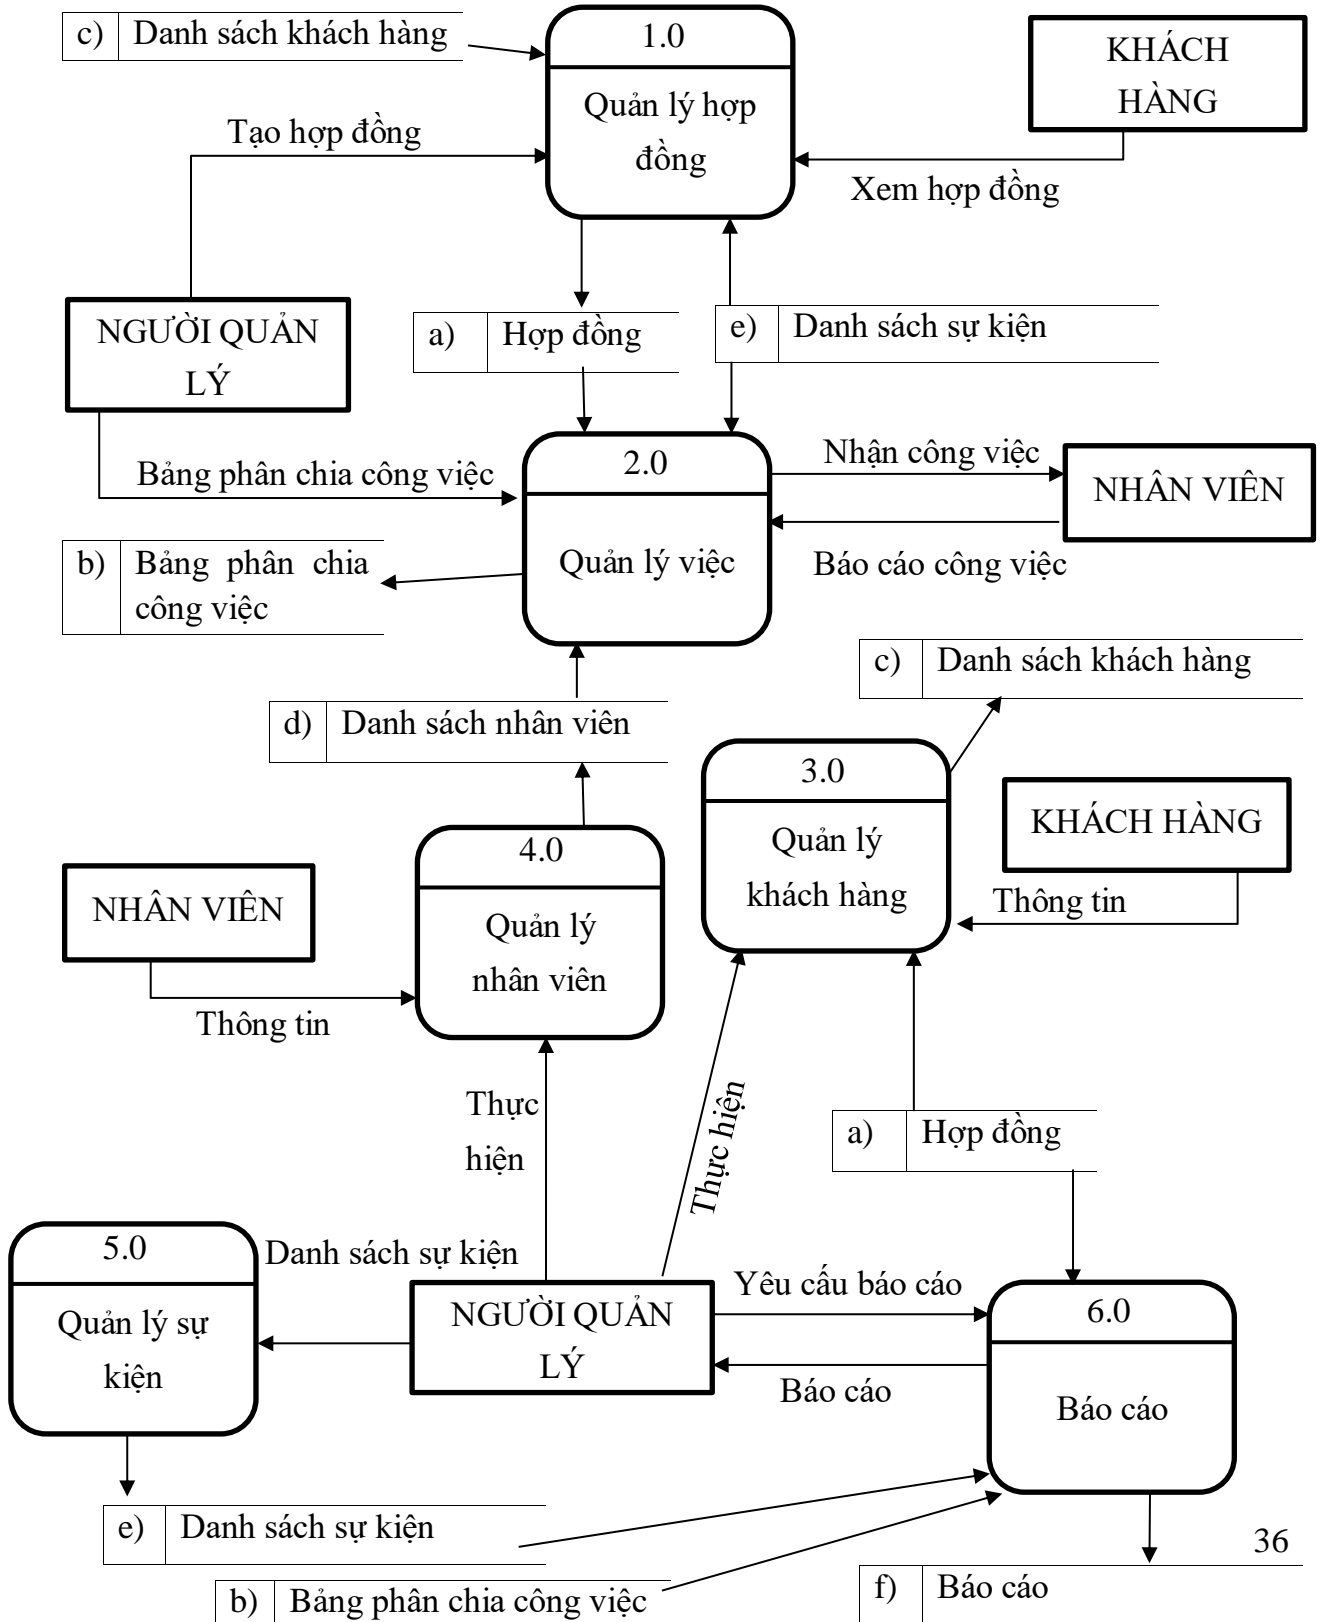 c) Danh sách khách hàng
1.0
Quản lý hợp
đồng
KHÁCH
HÀNG
Tạo hợp đồng
Xem hợp đồng
NGƯỜI QUẢN
LÝ
a) Hợp đồng
e) Danh sách sự kiện
Bảng phân chia công việc
2.0
Quản lý việc
Nhận công việc
NHÂN VIÊN
Báo cáo công việc
b) Bảng phân chia
công việc
c) Danh sách khách hàng
d) Danh sách nhân viên
3.0
Quản lý
khách hàng
KHÁCH HÀNG
Thông tin
4.0
Quản lý
nhân viên
NHÂN VIÊN
Thông tin
Thực
hiện
Thực hiện
a) Hợp đồng
5.0
Quản lý sự
kiện
Danh sách sự kiện
NGƯỜI QUẢN
LÝ
Yêu cấu báo cáo
Báo cáo
6.0
Báo cáo
e) Danh sách sự kiện
36
b) Bảng phân chia công việc
f) Báo cáo